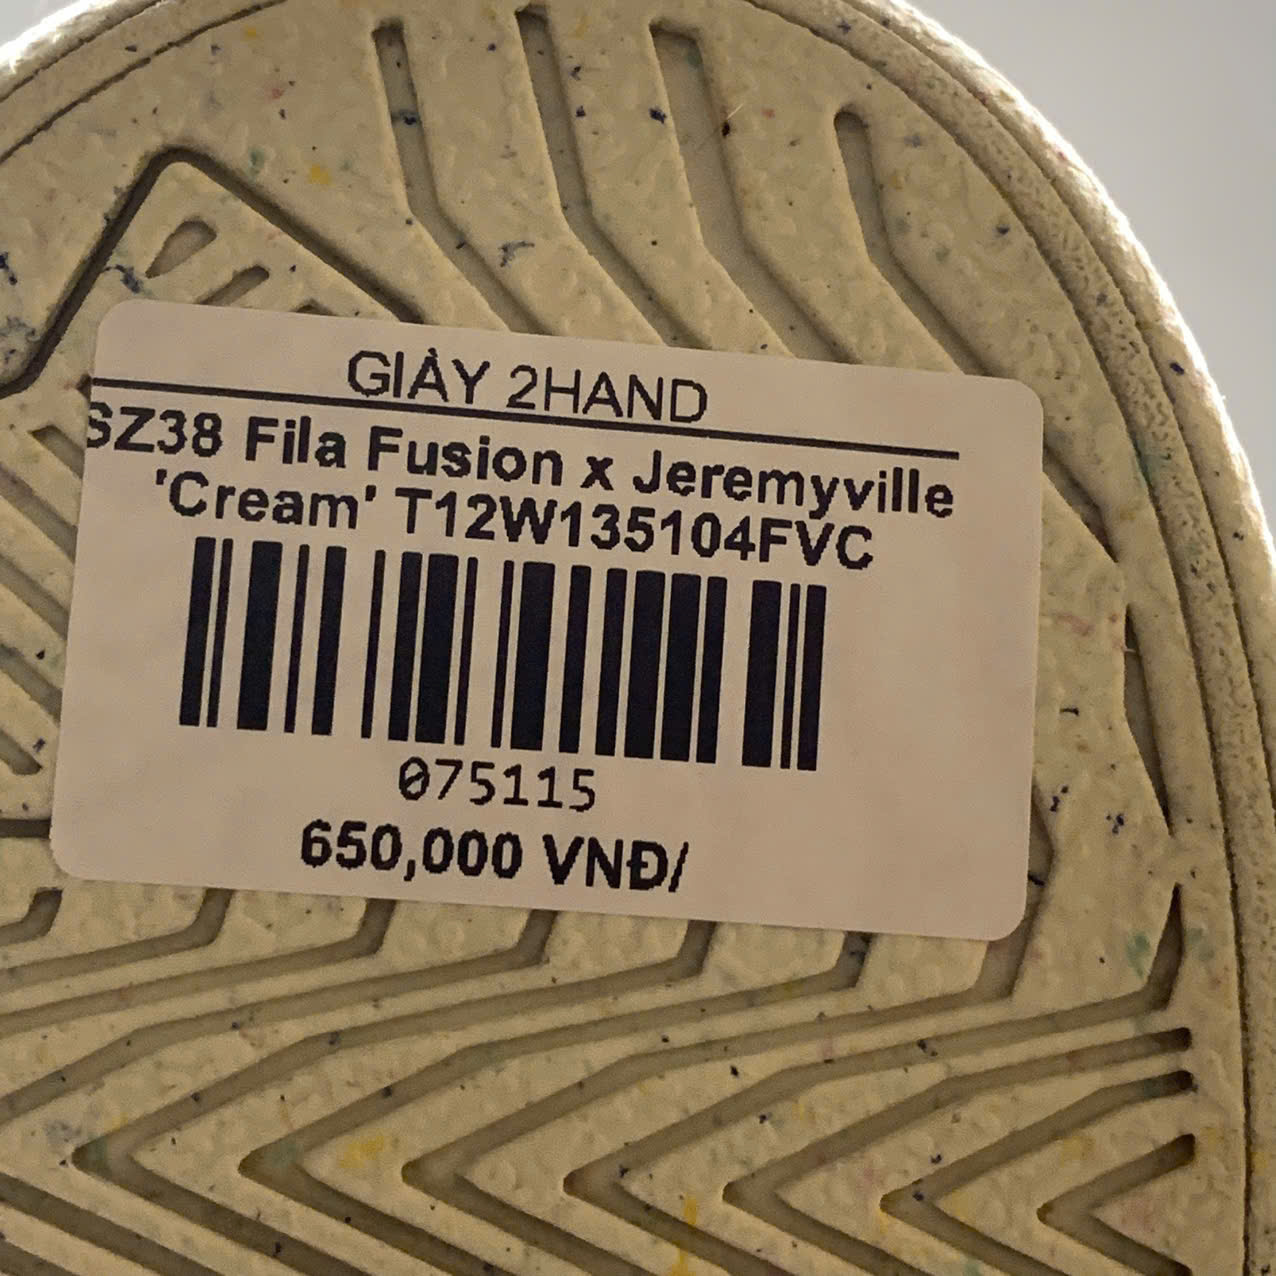 GIÀY 2HAND
SZ38 Fila Fusion x Jeremyville
'Cream' T12W135104FVC
075115
650,000 VNĐ/